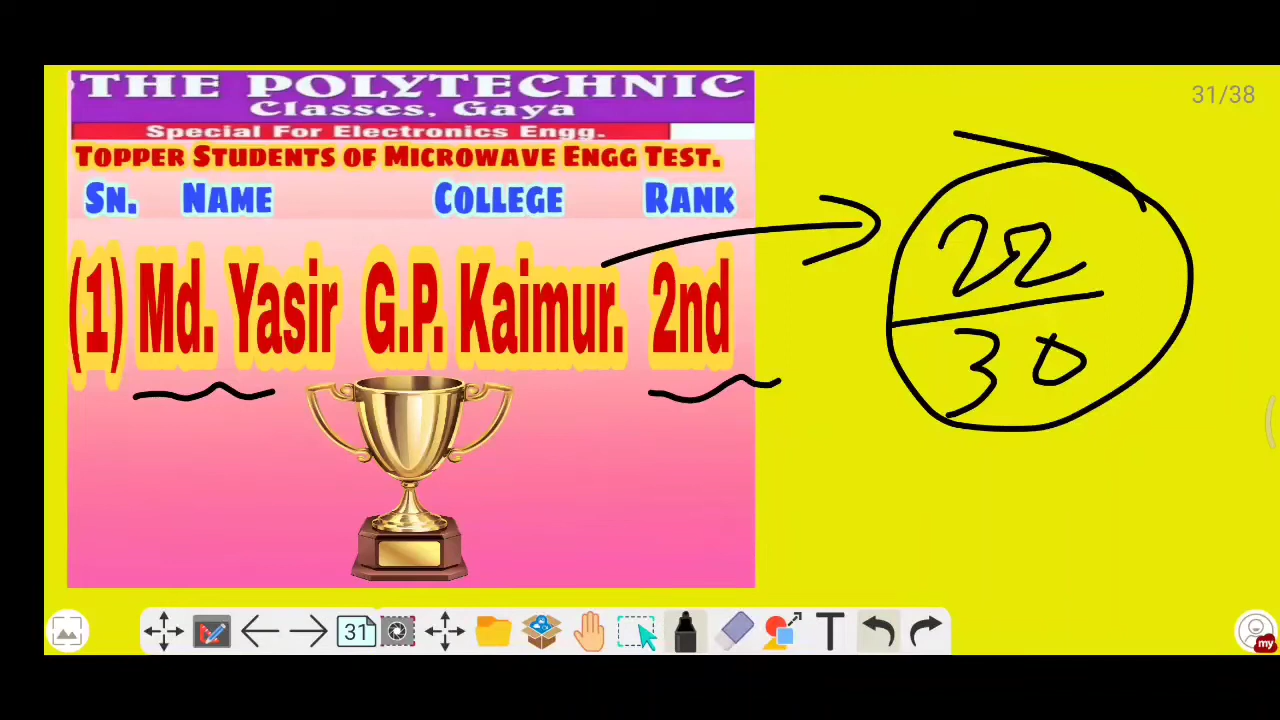 THE POLYTECHNIC
Classes, Gaya
Special For Electronics Engg.
Topper Students of Microwave Engg Test.
Sn. Name College Rank
(1) Md. Yasir G.P. Kaimur. 2nd
31/38
22
30
31
T
my